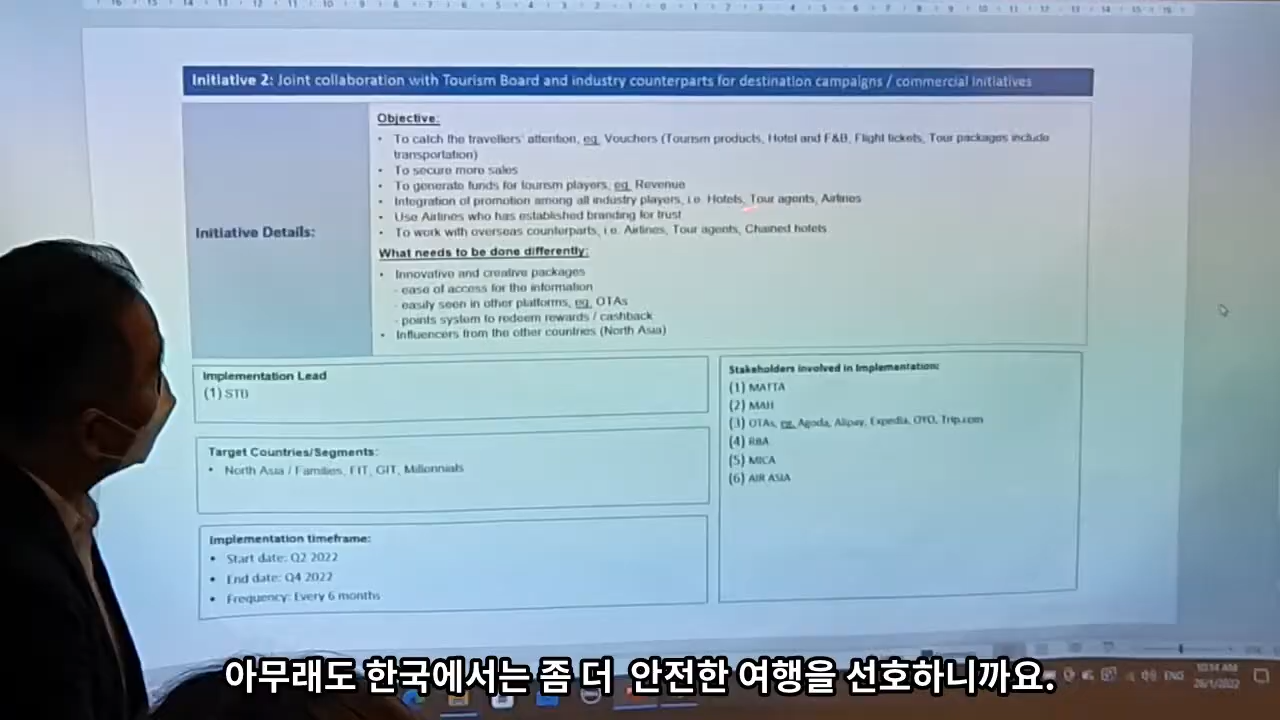 Initiative 2: Joint collaboration with Tourism Board and industry counterparts for destination campaigns / commercial initiatives
Initiative Details:
Objective:
• To catch the travellers' attention, eg. Vouchers (Tourism products, Hotel and F&B, Flight tickets, Tour packages include
transportation)
• To secure more sales
• To generate funds for tourism players, eg. Revenue
• Integration of promotion among all industry players, i.e. Hotels, Tour agents, Airlines
• Use Airlines who has established branding for trust
• To work with overseas counterparts, i.e. Airlines, Tour agents, Chained hotels
What needs to be done differently:
• Innovative and creative packages
- ease of access for the information
- easily seen in other platforms, eg. OTAs
- points system to redeem rewards / cashback
• Influencers from the other countries (North Asia)
Implementation Lead
(1) STB
Target Countries/Segments:
• North Asia / Families, FIT, GIT, Millennials
Implementation timeframe:
• Start date: Q2 2022
• End date: Q4 2022
• Frequency: Every 6 months
Stakeholders involved in Implementation:
(1) MATTA
(2) MAH
(3) OTAs, eg. Agoda, Alipay, Expedia, OYO, Trip.com
(4) RBA
(5) MICA
(6) AIR ASIA
아무래도 한국에서는 좀 더 안전한 여행을 선호하니까요.
ENG
10:14 AM
26/1/2022